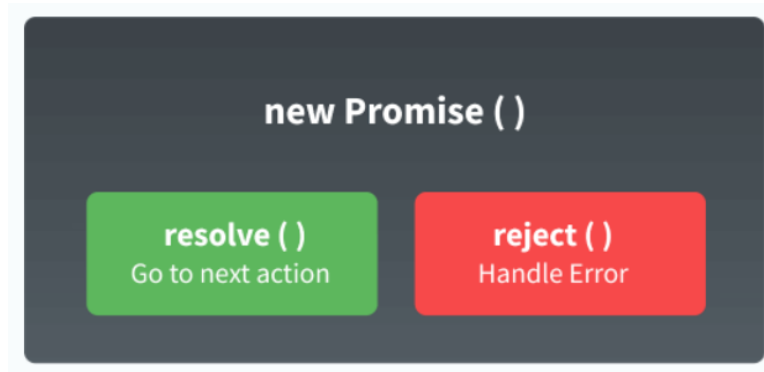 new Promise ( )
resolve ( )
Go to next action
reject ( )
Handle Error